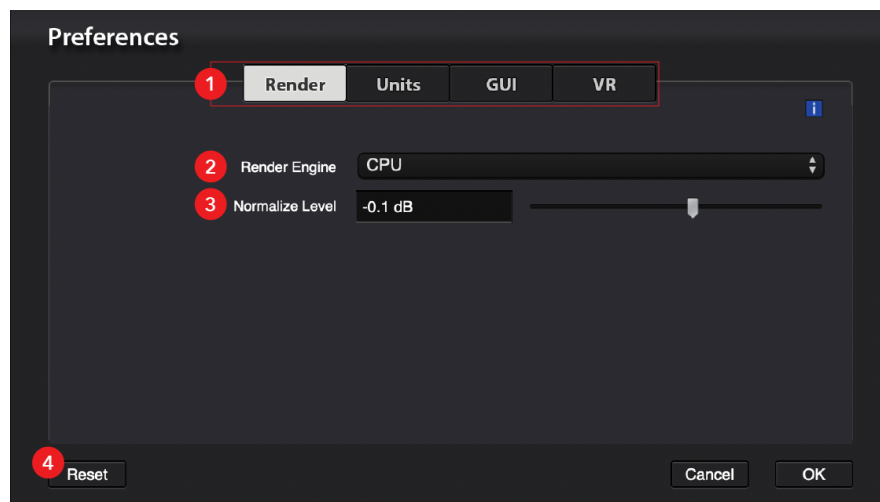 Preferences
1 Render Units GUI VR
i
2 Render Engine CPU
3 Normalize Level -0.1 dB
4 Reset Cancel OK